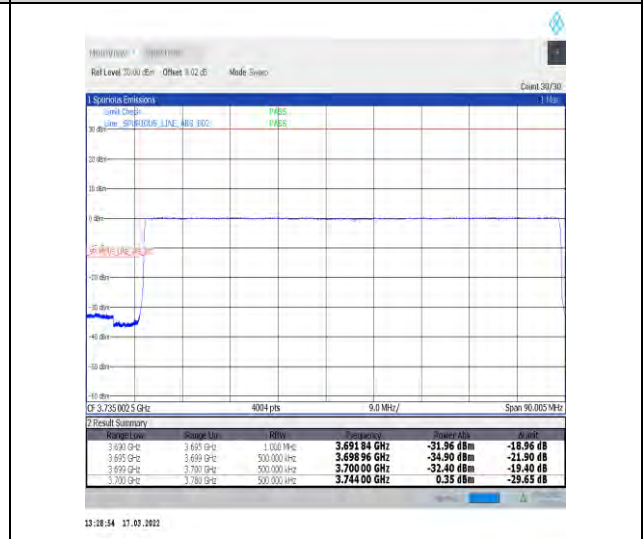 Ref Level 30.00 dBm Offset 8.02 dB Mode Sweep
Count 30/30
1 Spurious Emissions
Limit Check PASS
Line _SPURIOUS_LINE_ABS_002 PASS
30 dBm
20 dBm
10 dBm
0 dBm
-20 dBm
-30 dBm
-40 dBm
-50 dBm
-60 dBm
CF 3.735 002 5 GHz 4004 pts 9.0 MHz/ Span 90.005 MHz
2 Result Summary
Range Low Range Up RBW Frequency Power Abs ΔLimit
3.690 GHz 3.695 GHz 1.000 MHz 3.691 84 GHz -31.96 dBm -18.96 dB
3.695 GHz 3.699 GHz 500.000 kHz 3.698 96 GHz -34.90 dBm -21.90 dB
3.699 GHz 3.700 GHz 500.000 kHz 3.700 00 GHz -32.40 dBm -19.40 dB
3.700 GHz 3.780 GHz 500.000 kHz 3.744 00 GHz 0.35 dBm -29.65 dB
13:28:54 17.03.2022